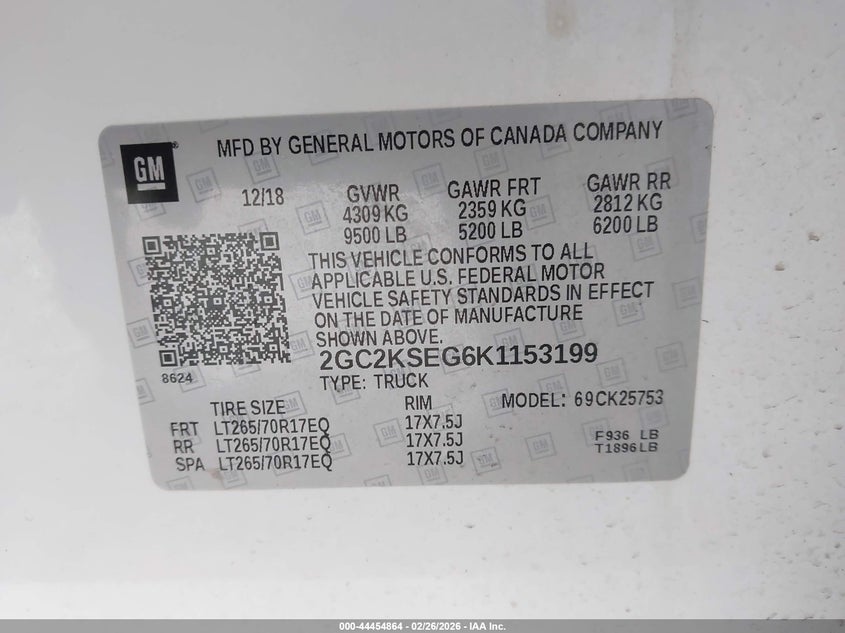 GM
MFD BY GENERAL MOTORS OF CANADA COMPANY
12/18 GVWR GAWR FRT GAWR RR
4309 KG 2359 KG 2812 KG
9500 LB 5200 LB 6200 LB
THIS VEHICLE CONFORMS TO ALL
APPLICABLE U.S. FEDERAL MOTOR
VEHICLE SAFETY STANDARDS IN EFFECT
ON THE DATE OF MANUFACTURE
SHOWN ABOVE.
8624
2GC2KSEG6K1153199
TYPE: TRUCK
TIRE SIZE RIM MODEL: 69CK25753
FRT LT265/70R17EQ 17X7.5J
RR LT265/70R17EQ 17X7.5J F936 LB
SPA LT265/70R17EQ 17X7.5J T1896LB
000-44454864 | 02/26/2026 - IAA Inc.